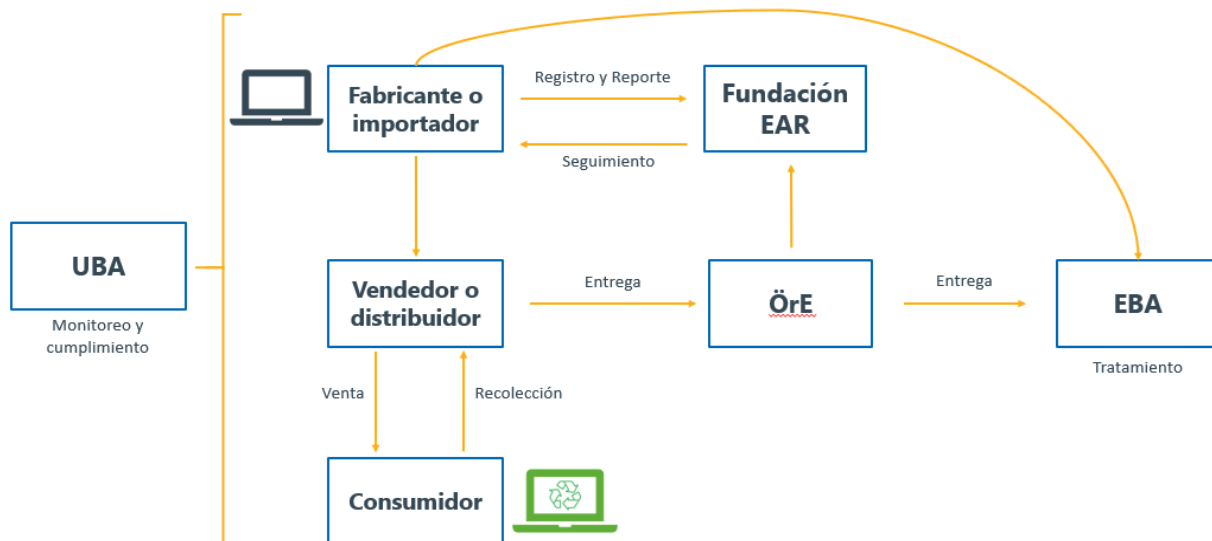 Fabricante o
importador
Registro y Reporte
Seguimiento
Fundación
EAR
UBA
Monitoreo y
cumplimiento
Vendedor o
distribuidor
Entrega
ÖrE
Entrega
EBA
Tratamiento
Venta
Recolección
Consumidor